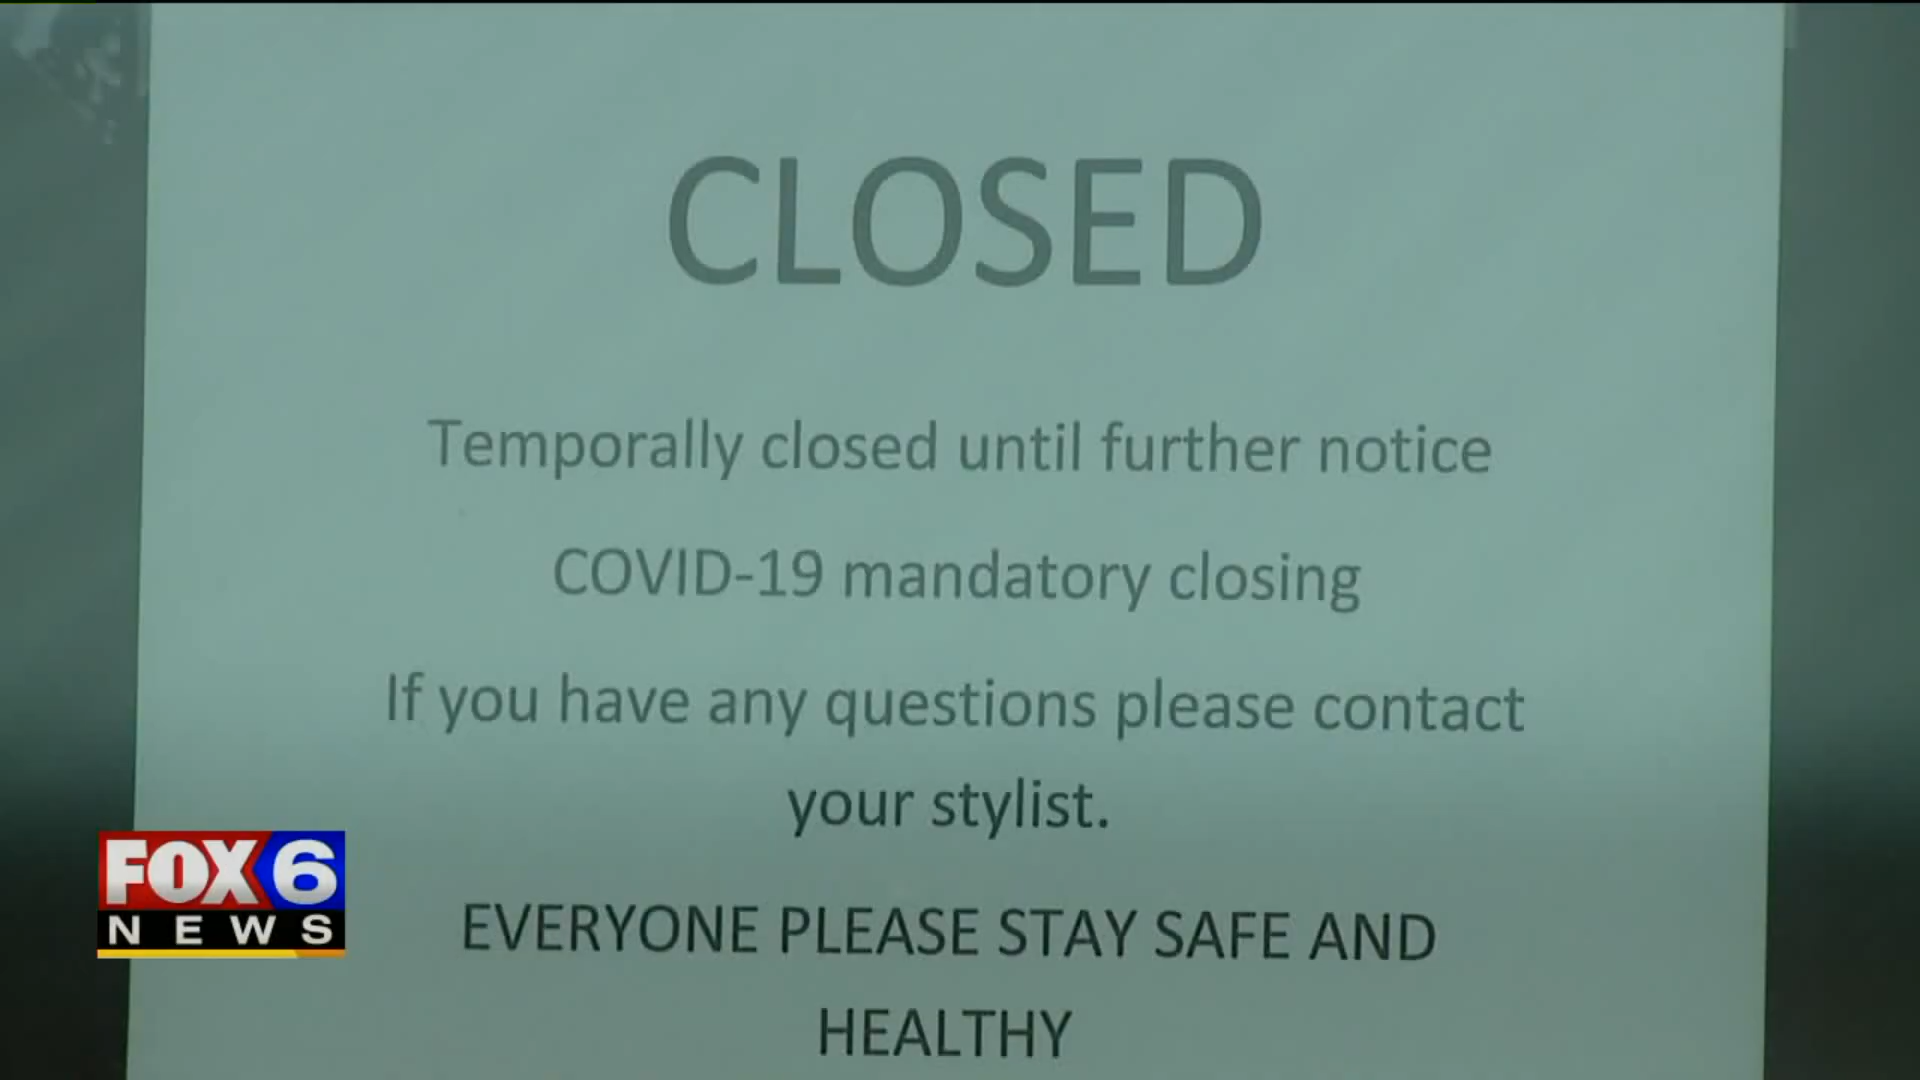 CLOSED
Temporally closed until further notice
COVID-19 mandatory closing
If you have any questions please contact
your stylist.
EVERYONE PLEASE STAY SAFE AND
HEALTHY
FOX 6
NEWS